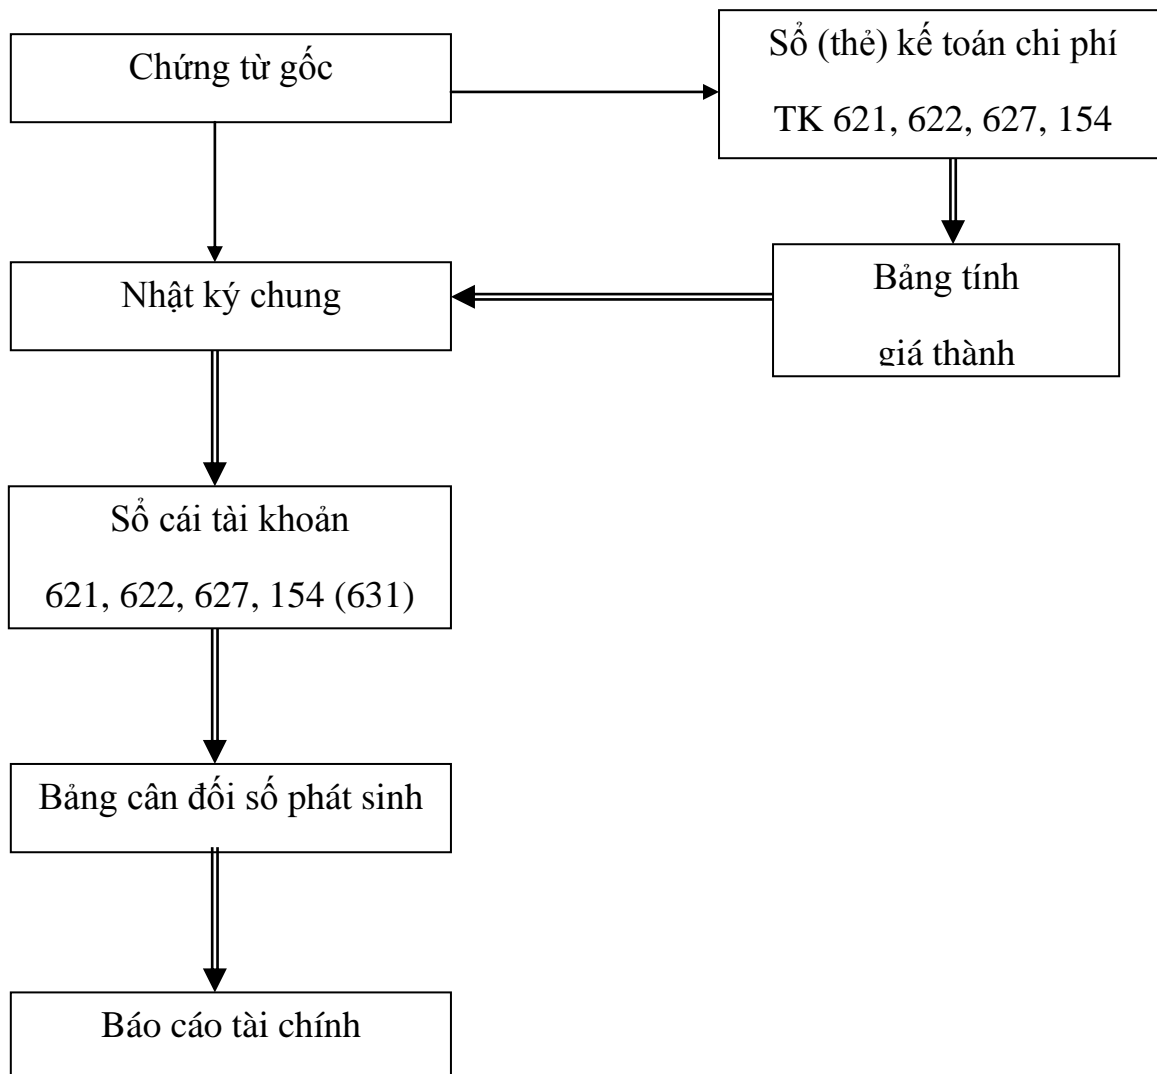 Chứng từ gốc
Sổ (thẻ) kế toán chi phí
TK 621, 622, 627, 154
Nhật ký chung
Bảng tính
giá thành
Sổ cái tài khoản
621, 622, 627, 154 (631)
Bảng cân đối số phát sinh
Báo cáo tài chính